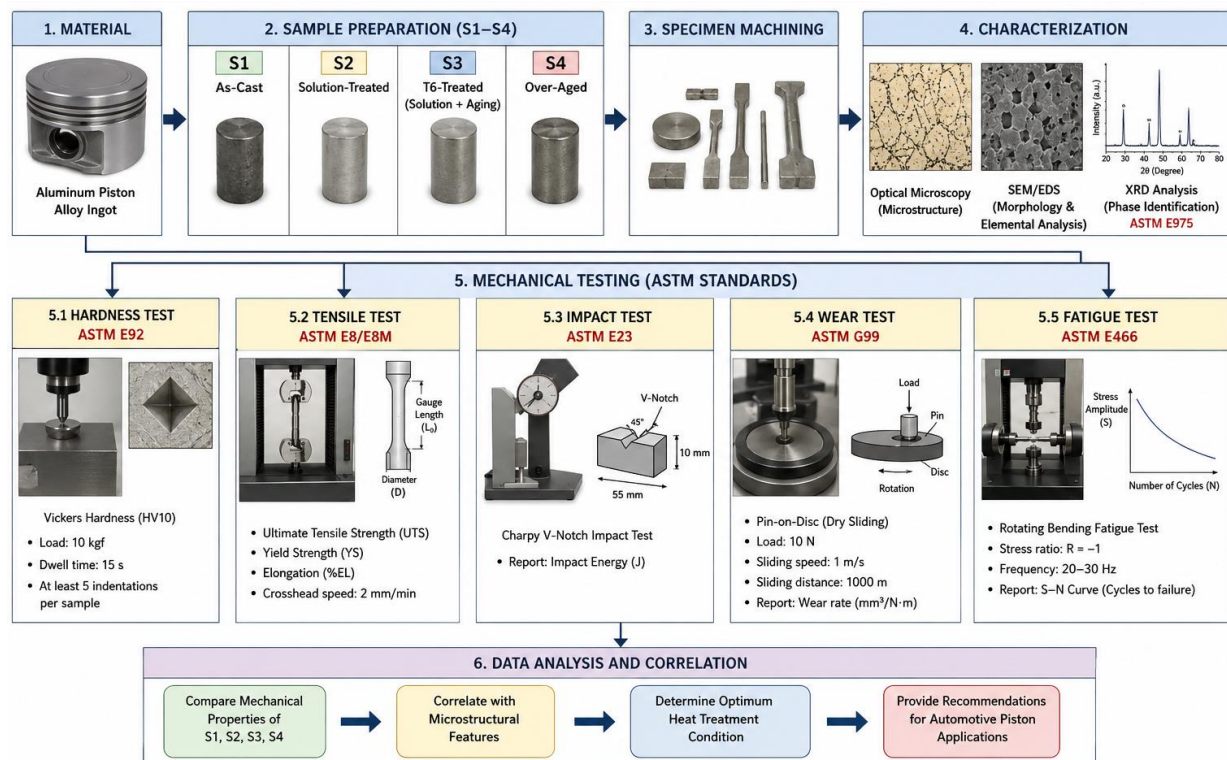 1. MATERIAL
Aluminum Piston
Alloy Ingot
2. SAMPLE PREPARATION (S1–S4)
S1
As-Cast
S2
Solution-Treated
S3
T6-Treated
(Solution + Aging)
S4
Over-Aged
3. SPECIMEN MACHINING
4. CHARACTERIZATION
Optical Microscopy
(Microstructure)
SEM/EDS
(Morphology &
Elemental Analysis)
Intensity (a.u.)
20 30 40 50 60 70 80
2θ (Degree)
XRD Analysis
(Phase Identification)
ASTM E975
5. MECHANICAL TESTING (ASTM STANDARDS)
5.1 HARDNESS TEST
ASTM E92
Vickers Hardness (HV10)
• Load: 10 kgf
• Dwell time: 15 s
• At least 5 indentations
per sample
5.2 TENSILE TEST
ASTM E8/E8M
Gauge
Length
(L₀)
Diameter
(D)
• Ultimate Tensile Strength (UTS)
• Yield Strength (YS)
• Elongation (%EL)
• Crosshead speed: 2 mm/min
5.3 IMPACT TEST
ASTM E23
V-Notch
45°
10 mm
55 mm
Charpy V-Notch Impact Test
• Report: Impact Energy (J)
5.4 WEAR TEST
ASTM G99
Load
Pin
Disc
Rotation
• Pin-on-Disc (Dry Sliding)
• Load: 10 N
• Sliding speed: 1 m/s
• Sliding distance: 1000 m
• Report: Wear rate (mm³/N·m)
5.5 FATIGUE TEST
ASTM E466
Stress
Amplitude
(S)
Number of Cycles (N)
• Rotating Bending Fatigue Test
• Stress ratio: R = −1
• Frequency: 20–30 Hz
• Report: S–N Curve (Cycles to failure)
6. DATA ANALYSIS AND CORRELATION
Compare Mechanical
Properties of
S1, S2, S3, S4
Correlate with
Microstructural
Features
Determine Optimum
Heat Treatment
Condition
Provide Recommendations
for Automotive Piston
Applications